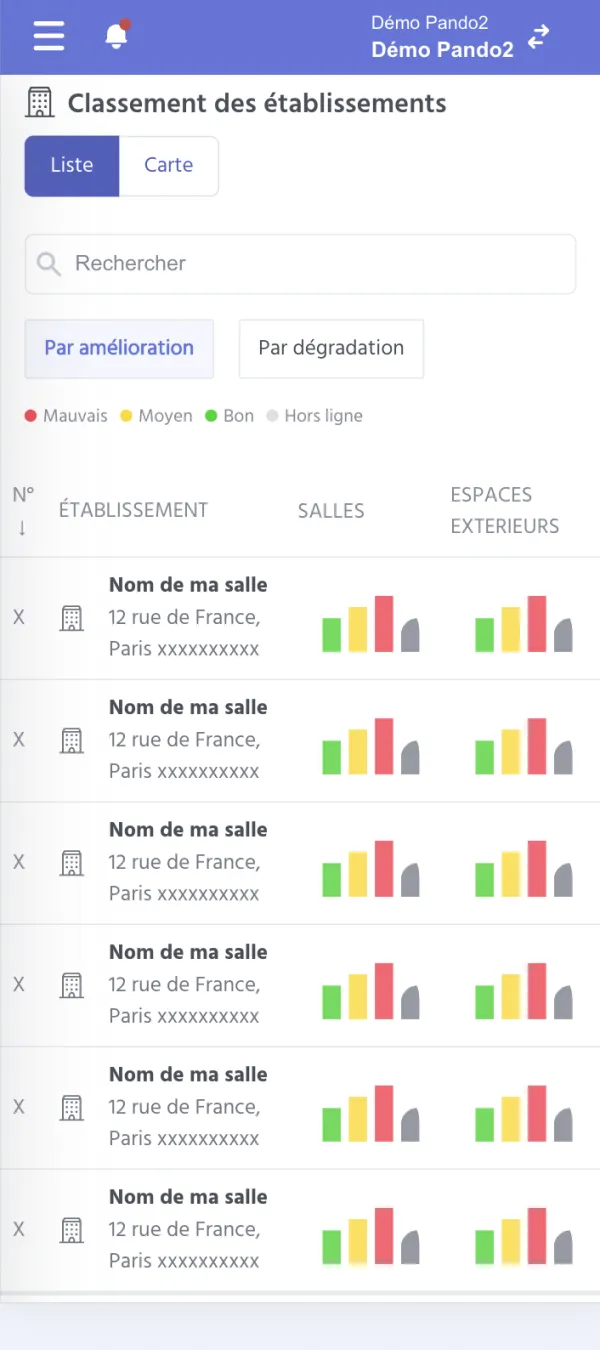 Démo Pando2
Démo Pando2
Classement des établissements
Liste
Carte
Rechercher
Par amélioration
Par dégradation
Mauvais
Moyen
Bon
Hors ligne
N°
↓
ÉTABLISSEMENT
SALLES
ESPACES
EXTERIEURS
X
Nom de ma salle
12 rue de France,
Paris xxxxxxxxxx
X
Nom de ma salle
12 rue de France,
Paris xxxxxxxxxx
X
Nom de ma salle
12 rue de France,
Paris xxxxxxxxxx
X
Nom de ma salle
12 rue de France,
Paris xxxxxxxxxx
X
Nom de ma salle
12 rue de France,
Paris xxxxxxxxxx
X
Nom de ma salle
12 rue de France,
Paris xxxxxxxxxx